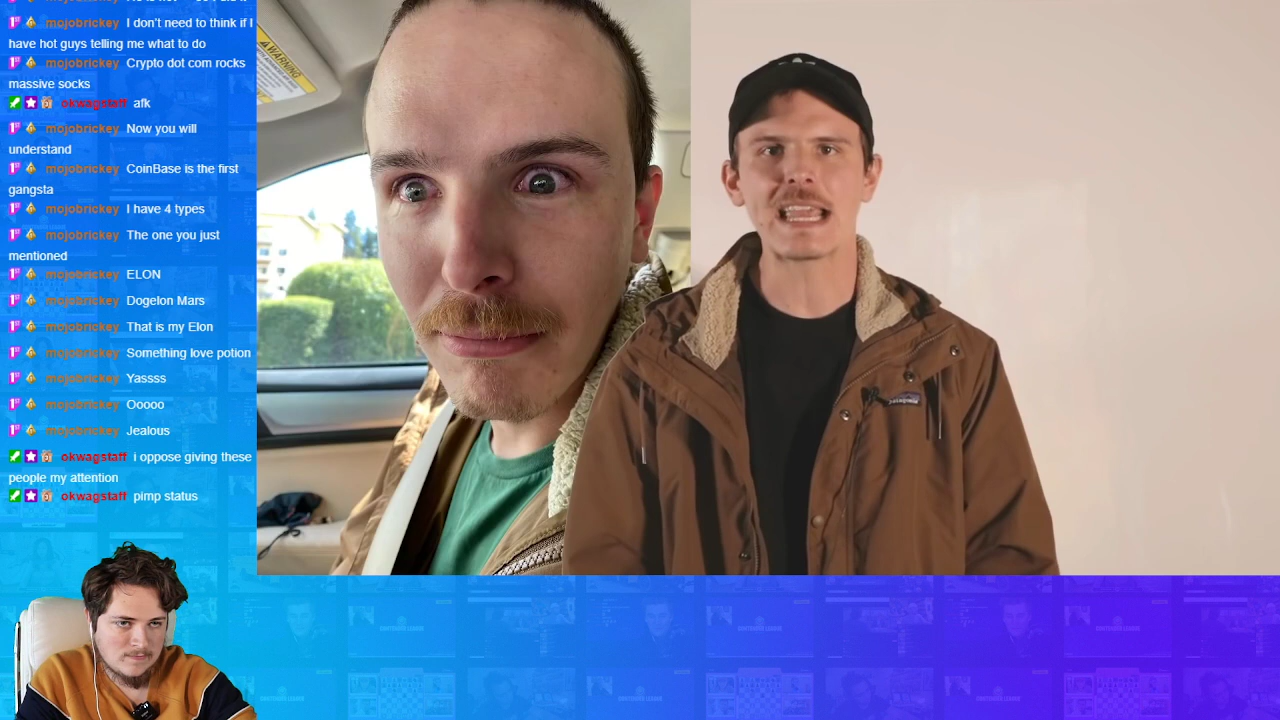 mojobrickey I don't need to think if I
have hot guys telling me what to do
mojobrickey Crypto dot com rocks
massive socks
okwagstaff afk
mojobrickey Now you will
understand
mojobrickey CoinBase is the first
gangsta
mojobrickey I have 4 types
mojobrickey The one you just
mentioned
mojobrickey ELON
mojobrickey Dogelon Mars
mojobrickey That is my Elon
mojobrickey Something love potion
mojobrickey Yassss
mojobrickey Ooooo
mojobrickey Jealous
okwagstaff i oppose giving these
people my attention
okwagstaff pimp status
WARNING
patagonia